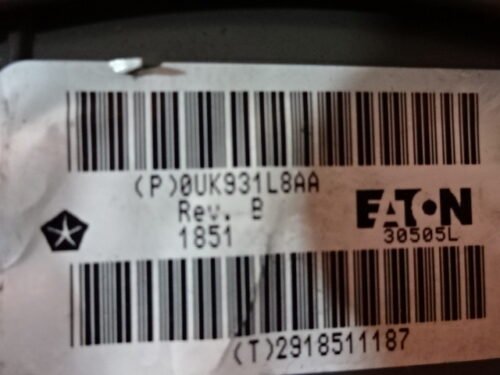 (P)0UK931L8AA
Rev. B
1851
EATON
30505L
(T)2918511187